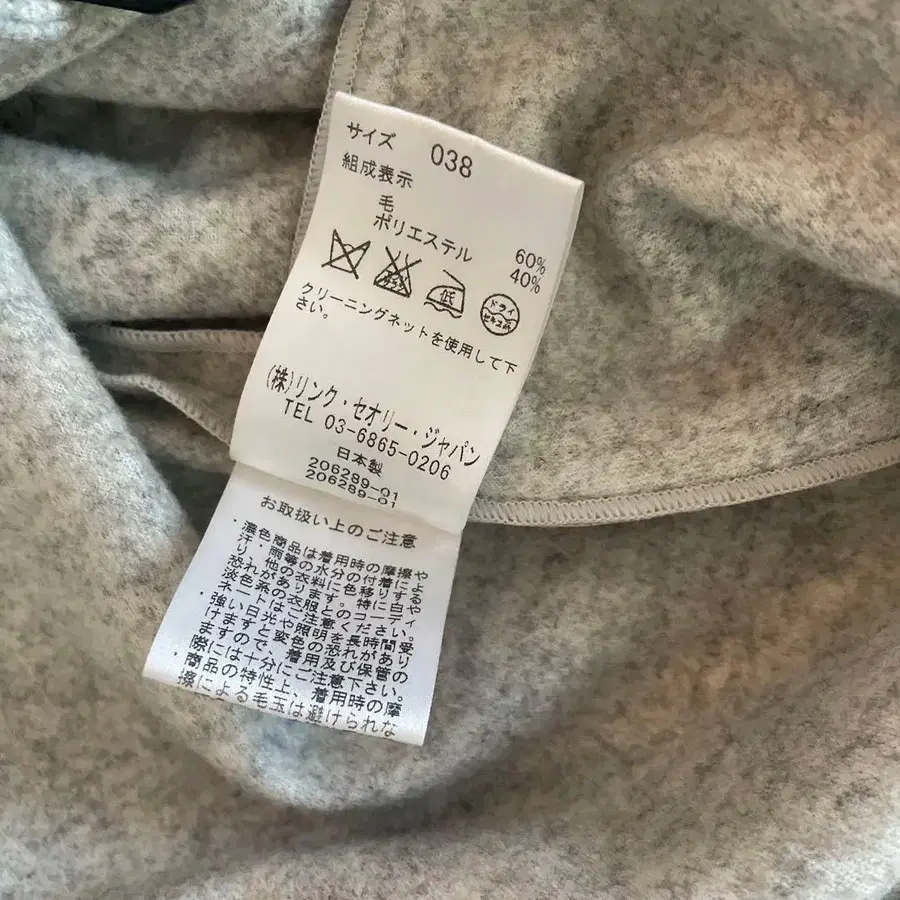 サイズ 038
組成表示
毛 60%
ポリエステル 40%
低
ドライ
セキユ系
クリーニングネットを使用して下
さい。
(株)リンク・セオリー・ジャパン
TEL 03-6865-0206
日本製
206289-01
206289-01
お取扱い上のご注意
・濃色商品は着用時の摩擦や
汗・雨等の水分の付着によ
り、他の衣料に色移りする
恐れがあります。特に白や
淡色系の衣服とのコーディ
ネートはご注意ください。
・強い日光や照明を長時間受
けますと変色の恐れがあり
ますので、着用及び保管の
際には十分にご注意下さい。
・商品の特性上、着用時の摩
擦による毛玉は避けられな